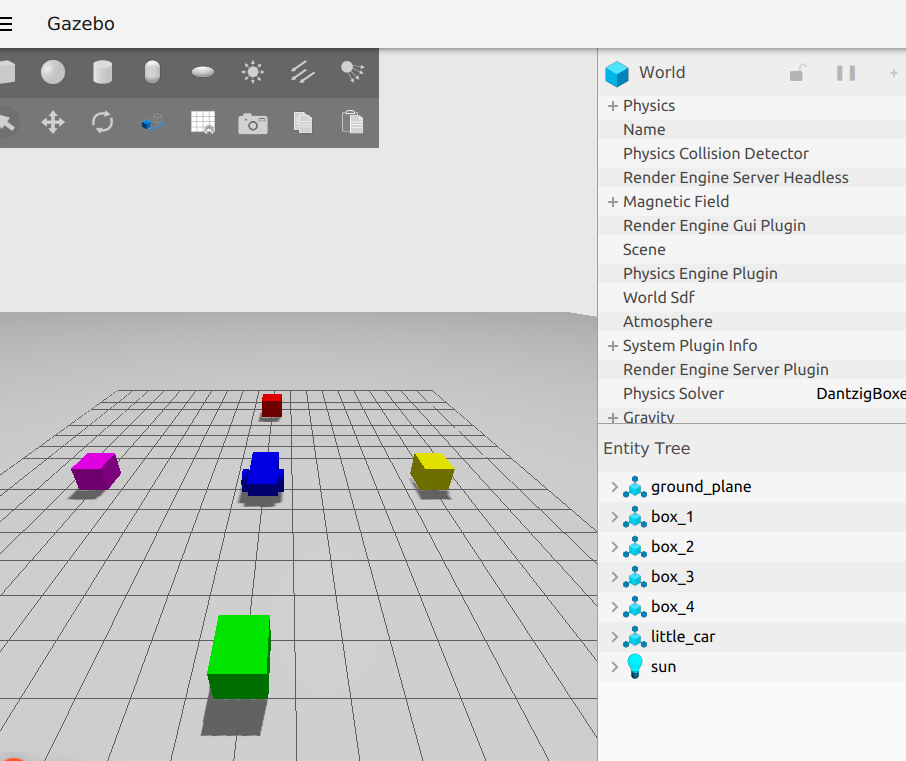 Gazebo
World
Physics
Name
Physics Collision Detector
Render Engine Server Headless
Magnetic Field
Render Engine Gui Plugin
Scene
Physics Engine Plugin
World Sdf
Atmosphere
System Plugin Info
Render Engine Server Plugin
Physics Solver DantzigBoxe
Gravity
Entity Tree
ground_plane
box_1
box_2
box_3
box_4
little_car
sun